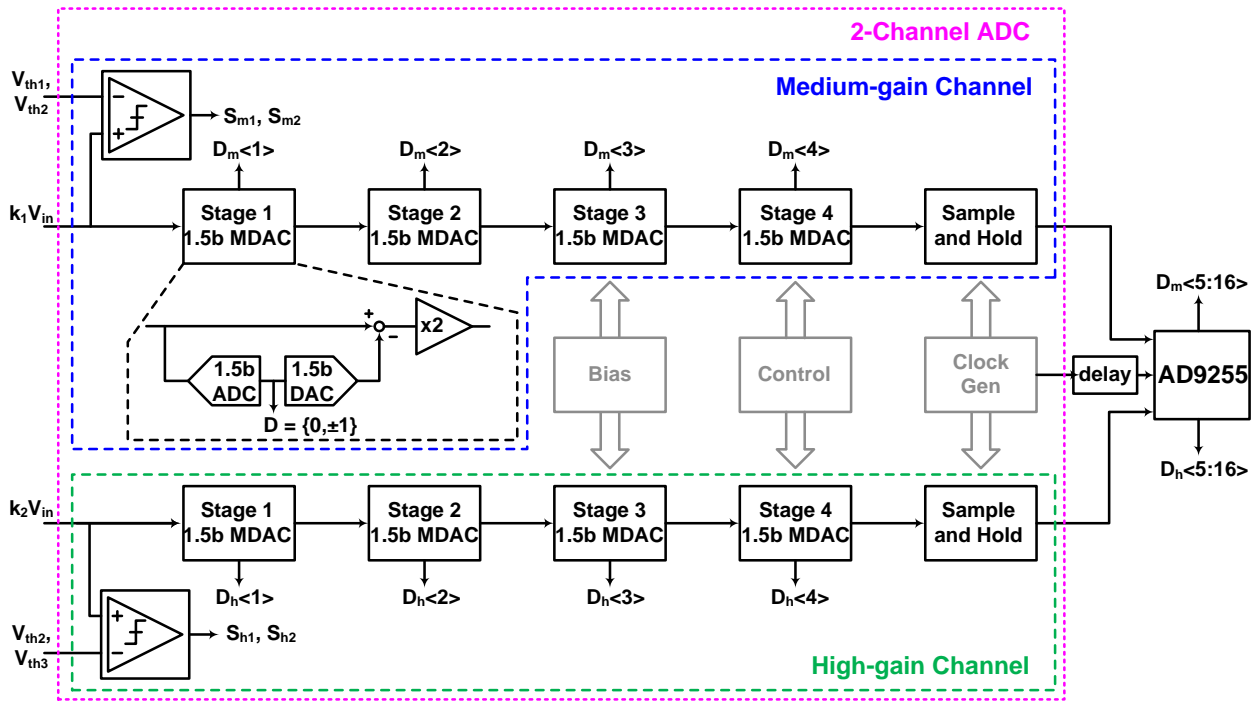 2-Channel ADC
Medium-gain Channel
Vth1,
Vth2
−
+
Sm1, Sm2
Dm<1>
Dm<2>
Dm<3>
Dm<4>
k1Vin
Stage 1
1.5b MDAC
Stage 2
1.5b MDAC
Stage 3
1.5b MDAC
Stage 4
1.5b MDAC
Sample
and Hold
Dm<5:16>
+
−
x2
1.5b
ADC
1.5b
DAC
D = {0,±1}
Bias
Control
Clock
Gen
delay
AD9255
Dh<5:16>
k2Vin
Stage 1
1.5b MDAC
Stage 2
1.5b MDAC
Stage 3
1.5b MDAC
Stage 4
1.5b MDAC
Sample
and Hold
Dh<1>
Dh<2>
Dh<3>
Dh<4>
+
−
Vth2,
Vth3
Sh1, Sh2
High-gain Channel